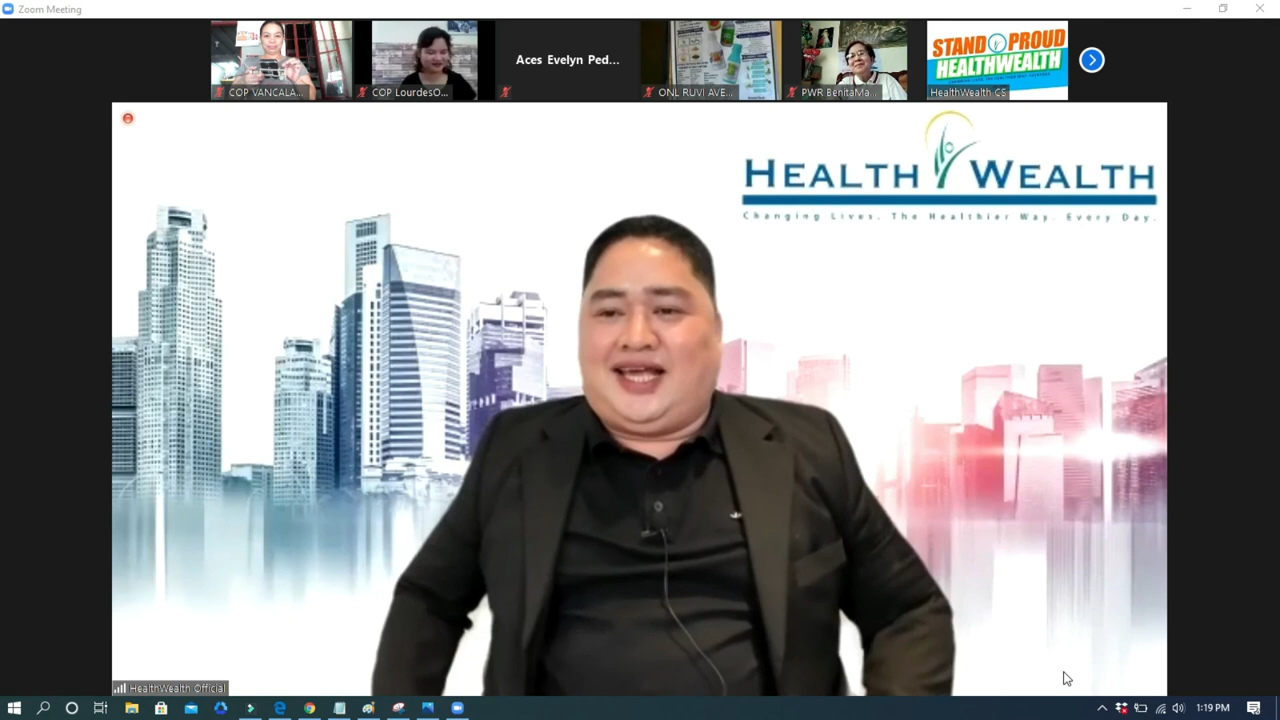 Zoom Meeting
COP VANCALA...
COP LourdesO...
Aces Evelyn Ped...
ONL RUVI AVE...
PWR BenitaMa...
STAND PROUD
HEALTHWEALTH
HealthWealth CS
HEALTH WEALTH
Changing Lives. The Healthier Way. Every Day.
HealthWealth Official
1:19 PM